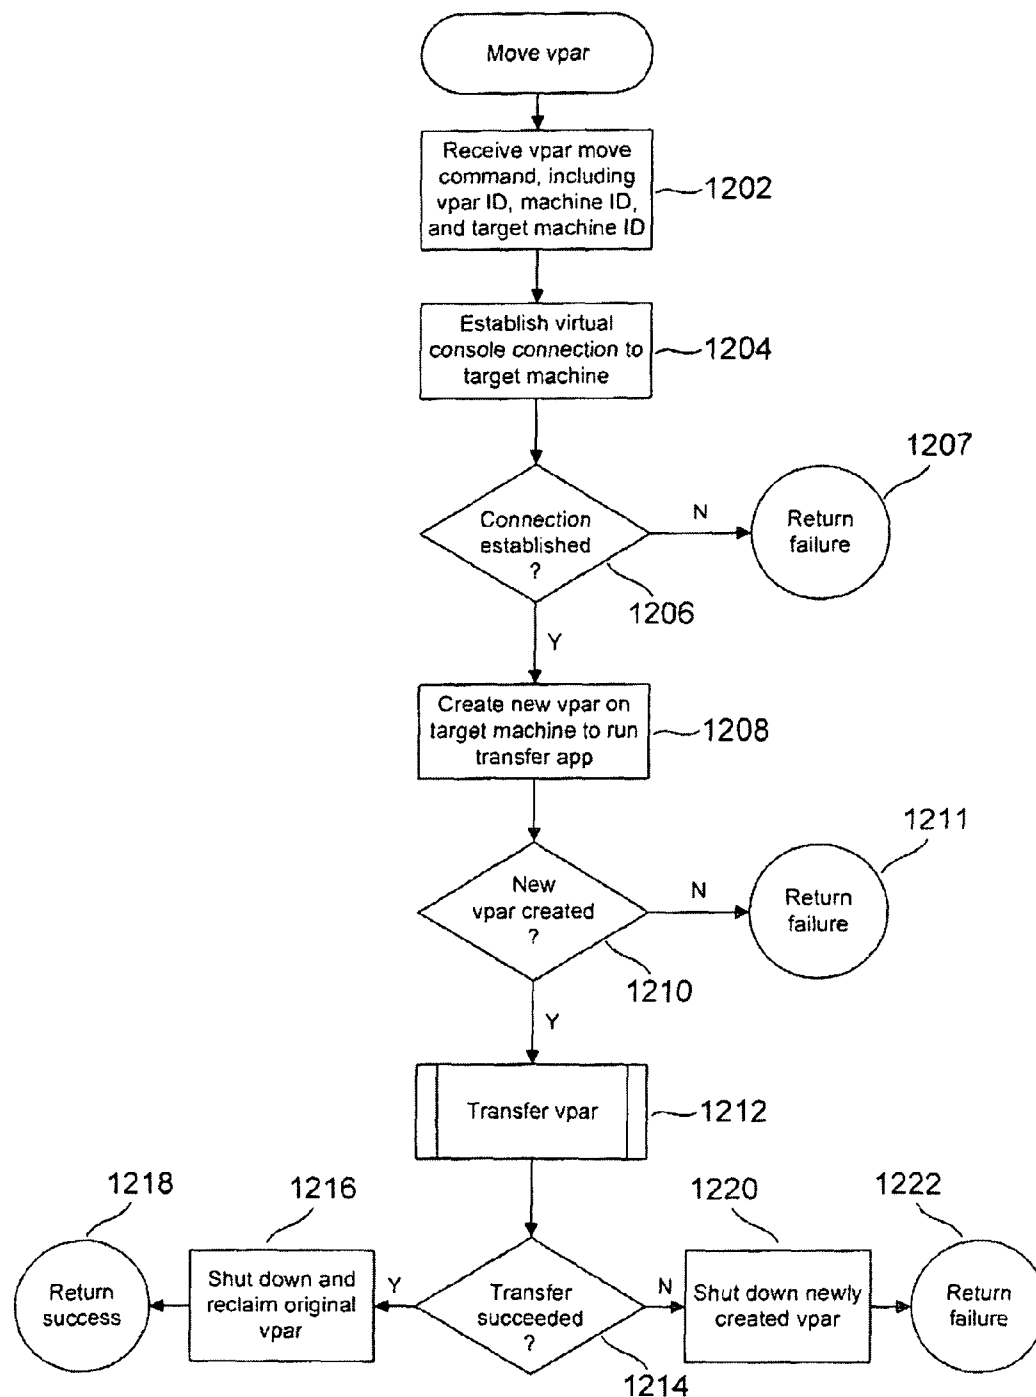 Move vpar
Receive vpar move
command, including
vpar ID, machine ID,
and target machine ID
1202
Establish virtual
console connection to
target machine
1204
Connection
established
?
1206
N
Return
failure
1207
Y
Create new vpar on
target machine to run
transfer app
1208
New
vpar created
?
1210
N
Return
failure
1211
Y
Transfer vpar
1212
Transfer
succeeded
?
1214
Y
Shut down and
reclaim original
vpar
1216
Return
success
1218
N
Shut down newly
created vpar
1220
Return
failure
1222